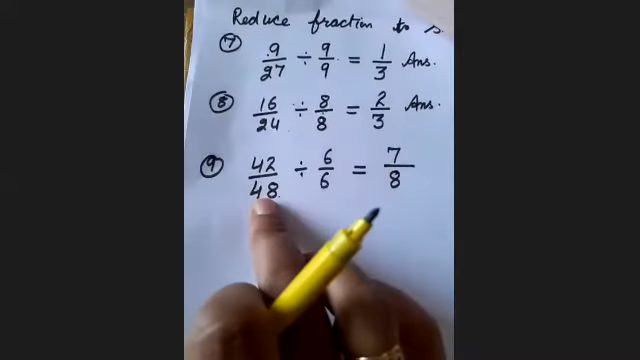 Reduce fraction to s
⑦ 9/27 ÷ 9/9 = 1/3 Ans.
⑧ 16/24 ÷ 8/8 = 2/3 Ans.
⑨ 42/48 ÷ 6/6 = 7/8